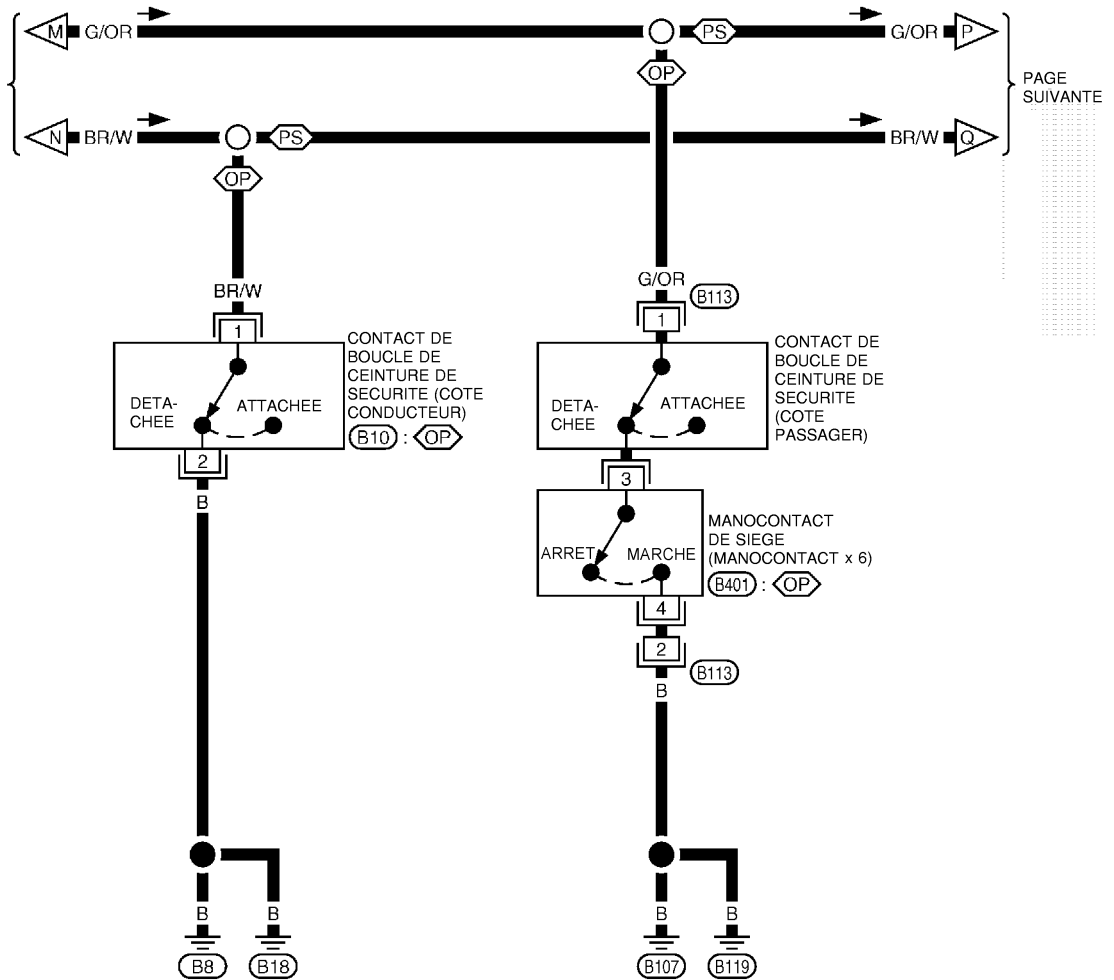 M G/OR PS G/OR P
OP
PAGE
SUIVANTE
N BR/W PS BR/W Q
OP
BR/W
G/OR
B113
1
1
CONTACT DE
BOUCLE DE
CEINTURE DE
SECURITE (COTE
CONDUCTEUR)
B10 : OP
DETA-
CHEE
ATTACHEE
2
B
CONTACT DE
BOUCLE DE
CEINTURE DE
SECURITE
(COTE
PASSAGER)
DETA-
CHEE
ATTACHEE
3
MANOCONTACT
DE SIEGE
(MANOCONTACT x 6)
B401 : OP
ARRET MARCHE
4
2
B113
B
B B B B
B8 B18 B107 B119